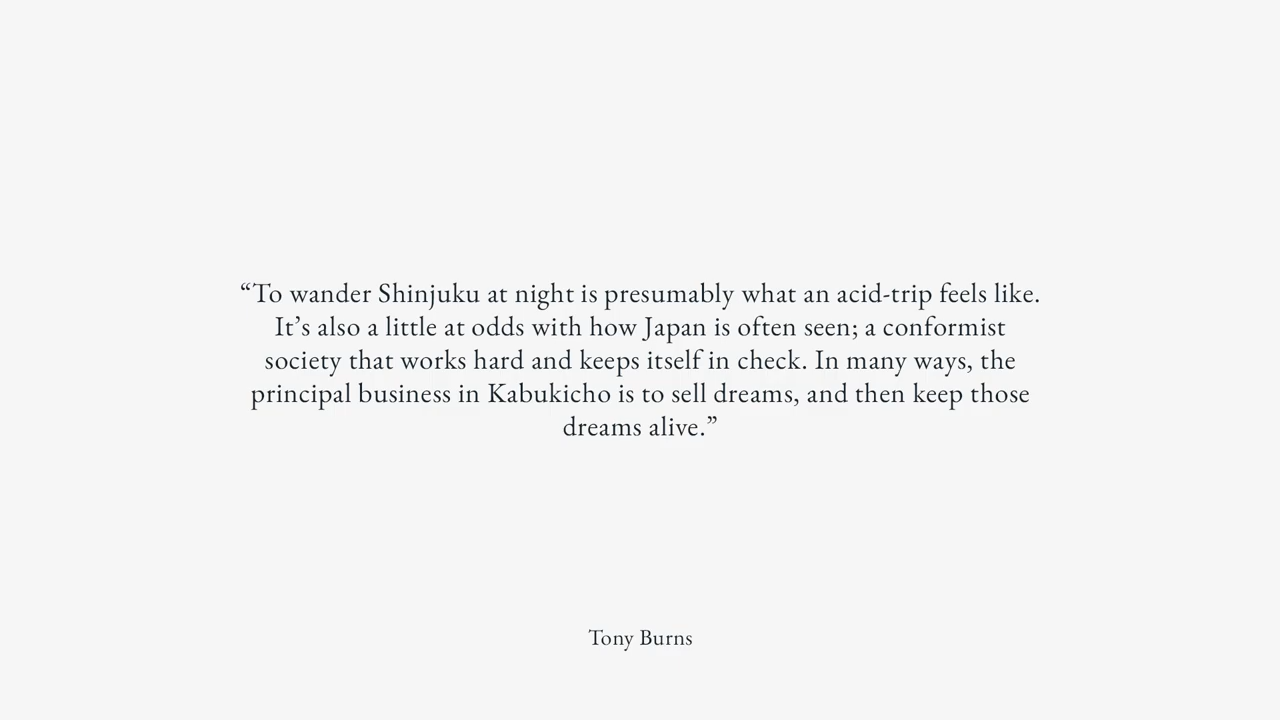 “To wander Shinjuku at night is presumably what an acid-trip feels like.
It’s also a little at odds with how Japan is often seen; a conformist
society that works hard and keeps itself in check. In many ways, the
principal business in Kabukicho is to sell dreams, and then keep those
dreams alive.”
Tony Burns